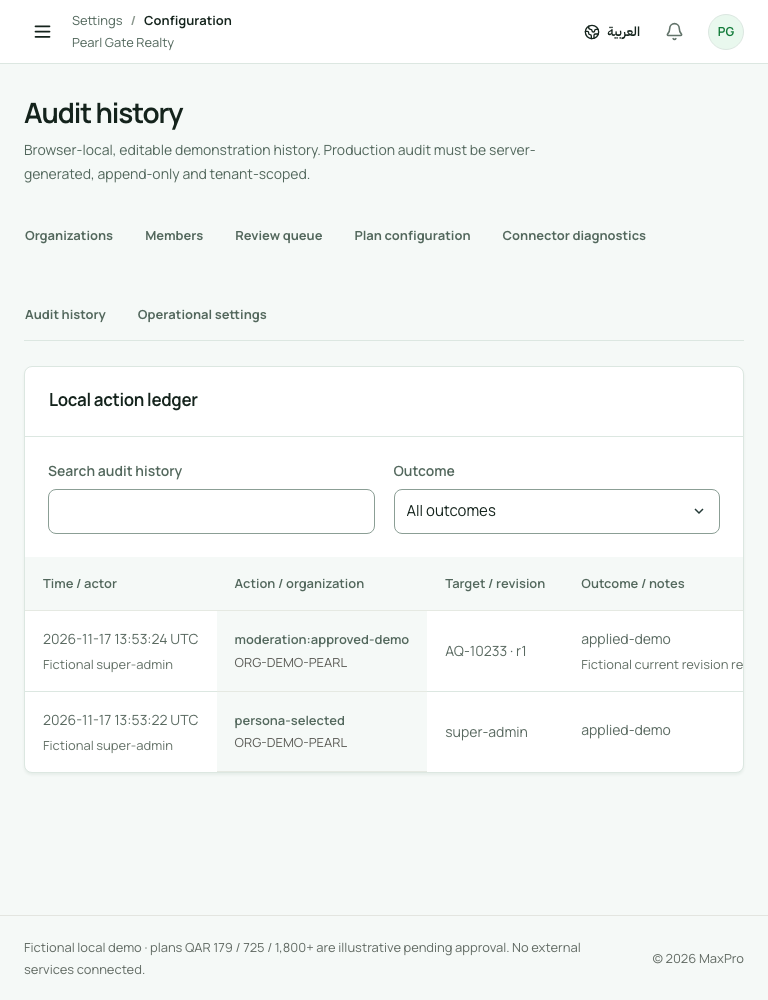 Settings / Configuration
Pearl Gate Realty
العربية
PG
Audit history
Browser-local, editable demonstration history. Production audit must be server-
generated, append-only and tenant-scoped.
Organizations Members Review queue Plan configuration Connector diagnostics
Audit history Operational settings
Local action ledger
Search audit history Outcome
All outcomes
Time / actor Action / organization Target / revision Outcome / notes
2026-11-17 13:53:24 UTC moderation:approved-demo AQ-10233 · r1 applied-demo
Fictional super-admin ORG-DEMO-PEARL Fictional current revision re
2026-11-17 13:53:22 UTC persona-selected super-admin applied-demo
Fictional super-admin ORG-DEMO-PEARL
Fictional local demo · plans QAR 179 / 725 / 1,800+ are illustrative pending approval. No external
services connected.
© 2026 MaxPro